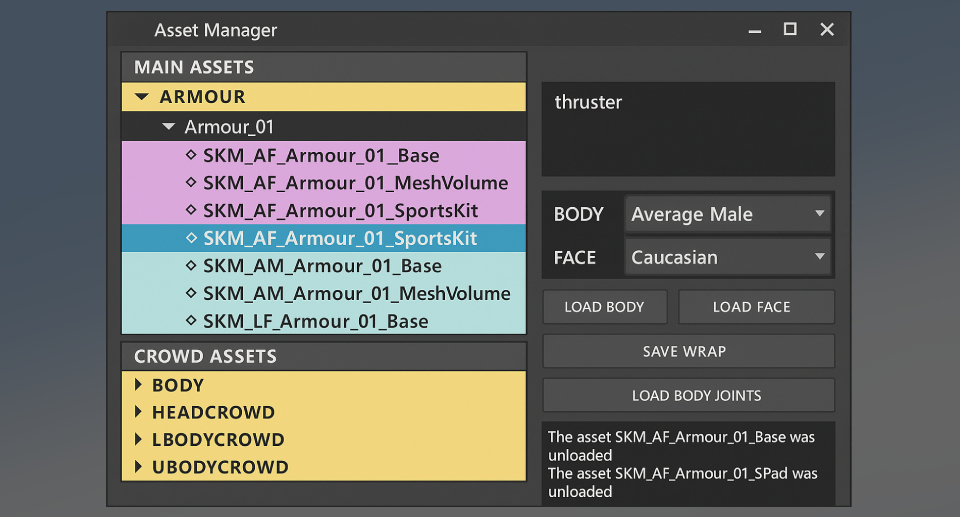 Asset Manager
MAIN ASSETS
ARMOUR
Armour_01
SKM_AF_Armour_01_Base
SKM_AF_Armour_01_MeshVolume
SKM_AF_Armour_01_SportsKit
SKM_AF_Armour_01_SportsKit
SKM_AM_Armour_01_Base
SKM_AM_Armour_01_MeshVolume
SKM_LF_Armour_01_Base
CROWD ASSETS
BODY
HEADCROWD
LBODYCROWD
UBODYCROWD
thruster
BODY Average Male
FACE Caucasian
LOAD BODY LOAD FACE
SAVE WRAP
LOAD BODY JOINTS
The asset SKM_AF_Armour_01_Base was
unloaded
The asset SKM_AF_Armour_01_SPad was
unloaded